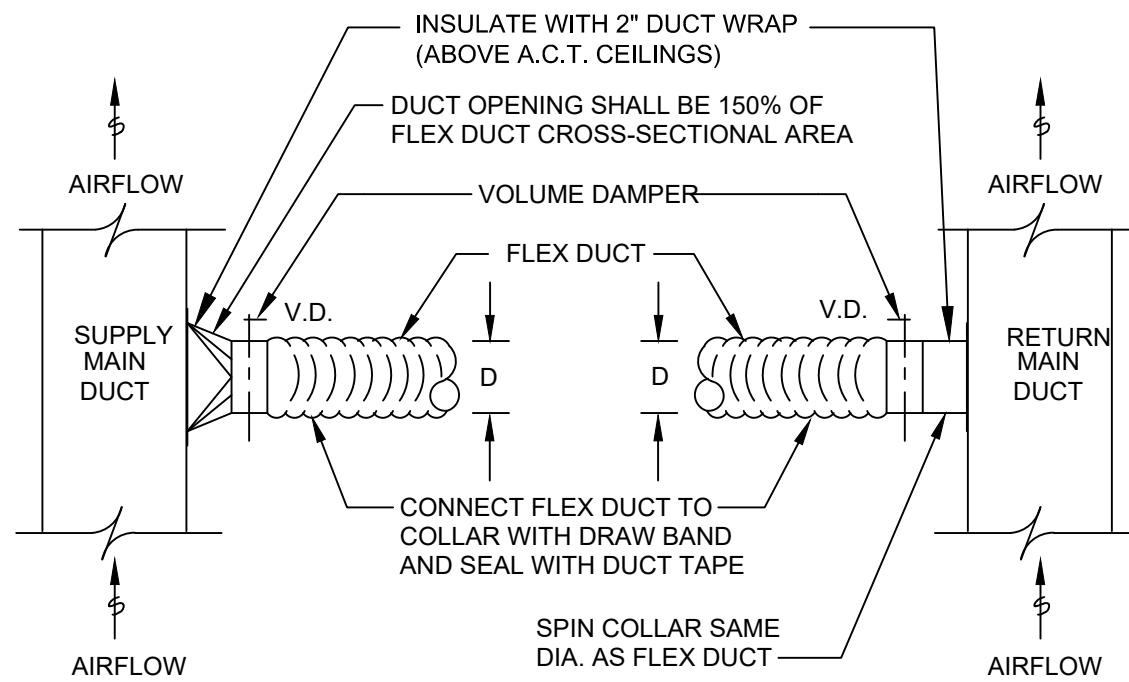 INSULATE WITH 2" DUCT WRAP
(ABOVE A.C.T. CEILINGS)
DUCT OPENING SHALL BE 150% OF
FLEX DUCT CROSS-SECTIONAL AREA
S
S
AIRFLOW
AIRFLOW
VOLUME DAMPER
FLEX DUCT
V.D.
V.D.
SUPPLY
MAIN
DUCT
RETURN
MAIN
DUCT
D
D
CONNECT FLEX DUCT TO
COLLAR WITH DRAW BAND
AND SEAL WITH DUCT TAPE
S
S
SPIN COLLAR SAME
DIA. AS FLEX DUCT
AIRFLOW
AIRFLOW